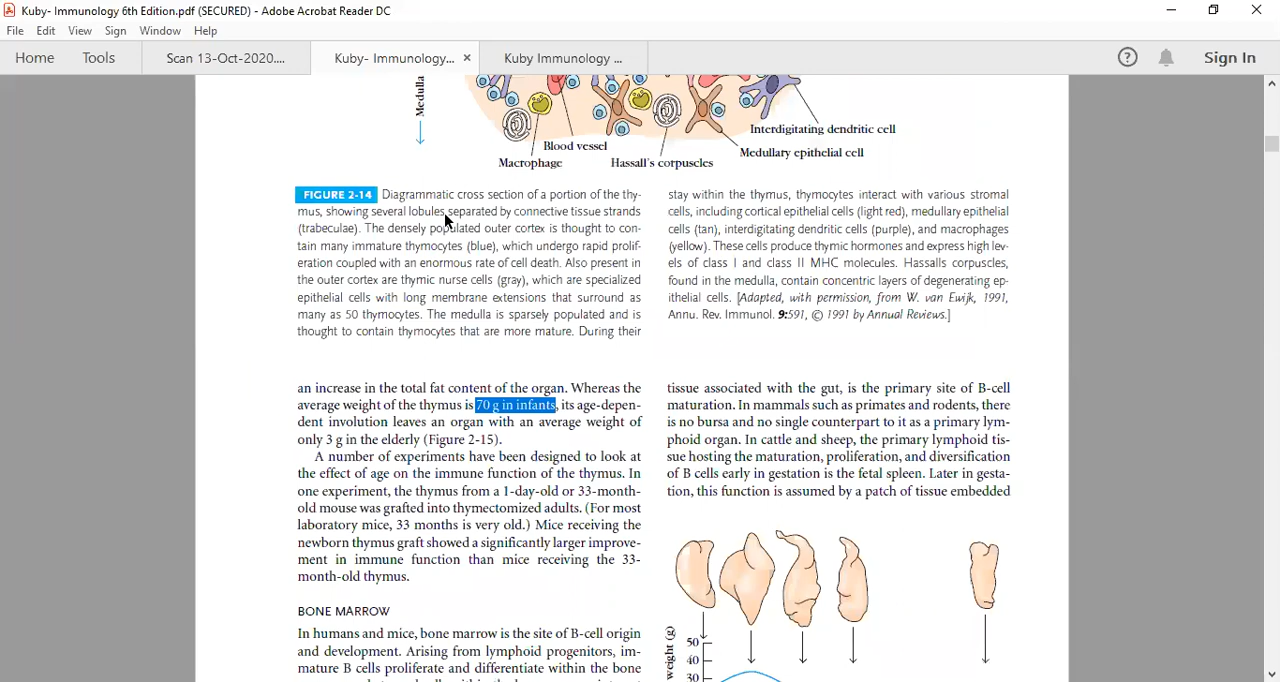 Kuby- Immunology 6th Edition.pdf (SECURED) - Adobe Acrobat Reader DC
File Edit View Sign Window Help
Home Tools Scan 13-Oct-2020.... Kuby- Immunology... × Kuby Immunology ... Sign In
Medulla
Interdigitating dendritic cell
Blood vessel
Medullary epithelial cell
Macrophage
Hassall's corpuscles
FIGURE 2-14 Diagrammatic cross section of a portion of the thy-
mus, showing several lobules separated by connective tissue strands
(trabeculae). The densely populated outer cortex is thought to con-
tain many immature thymocytes (blue), which undergo rapid prolif-
eration coupled with an enormous rate of cell death. Also present in
the outer cortex are thymic nurse cells (gray), which are specialized
epithelial cells with long membrane extensions that surround as
many as 50 thymocytes. The medulla is sparsely populated and is
thought to contain thymocytes that are more mature. During their
stay within the thymus, thymocytes interact with various stromal
cells, including cortical epithelial cells (light red), medullary epithelial
cells (tan), interdigitating dendritic cells (purple), and macrophages
(yellow). These cells produce thymic hormones and express high lev-
els of class I and class II MHC molecules. Hassalls corpuscles,
found in the medulla, contain concentric layers of degenerating ep-
ithelial cells. [Adapted, with permission, from W. van Ewijk, 1991,
Annu. Rev. Immunol. 9:591, © 1991 by Annual Reviews.]
an increase in the total fat content of the organ. Whereas the
average weight of the thymus is 70 g in infants, its age-depen-
dent involution leaves an organ with an average weight of
only 3 g in the elderly (Figure 2-15).
A number of experiments have been designed to look at
the effect of age on the immune function of the thymus. In
one experiment, the thymus from a 1-day-old or 33-month-
old mouse was grafted into thymectomized adults. (For most
laboratory mice, 33 months is very old.) Mice receiving the
newborn thymus graft showed a significantly larger improve-
ment in immune function than mice receiving the 33-
month-old thymus.
BONE MARROW
In humans and mice, bone marrow is the site of B-cell origin
and development. Arising from lymphoid progenitors, im-
mature B cells proliferate and differentiate within the bone
tissue associated with the gut, is the primary site of B-cell
maturation. In mammals such as primates and rodents, there
is no bursa and no single counterpart to it as a primary lym-
phoid organ. In cattle and sheep, the primary lymphoid tis-
sue hosting the maturation, proliferation, and diversification
of B cells early in gestation is the fetal spleen. Later in gesta-
tion, this function is assumed by a patch of tissue embedded
weight (g)
50
40
30